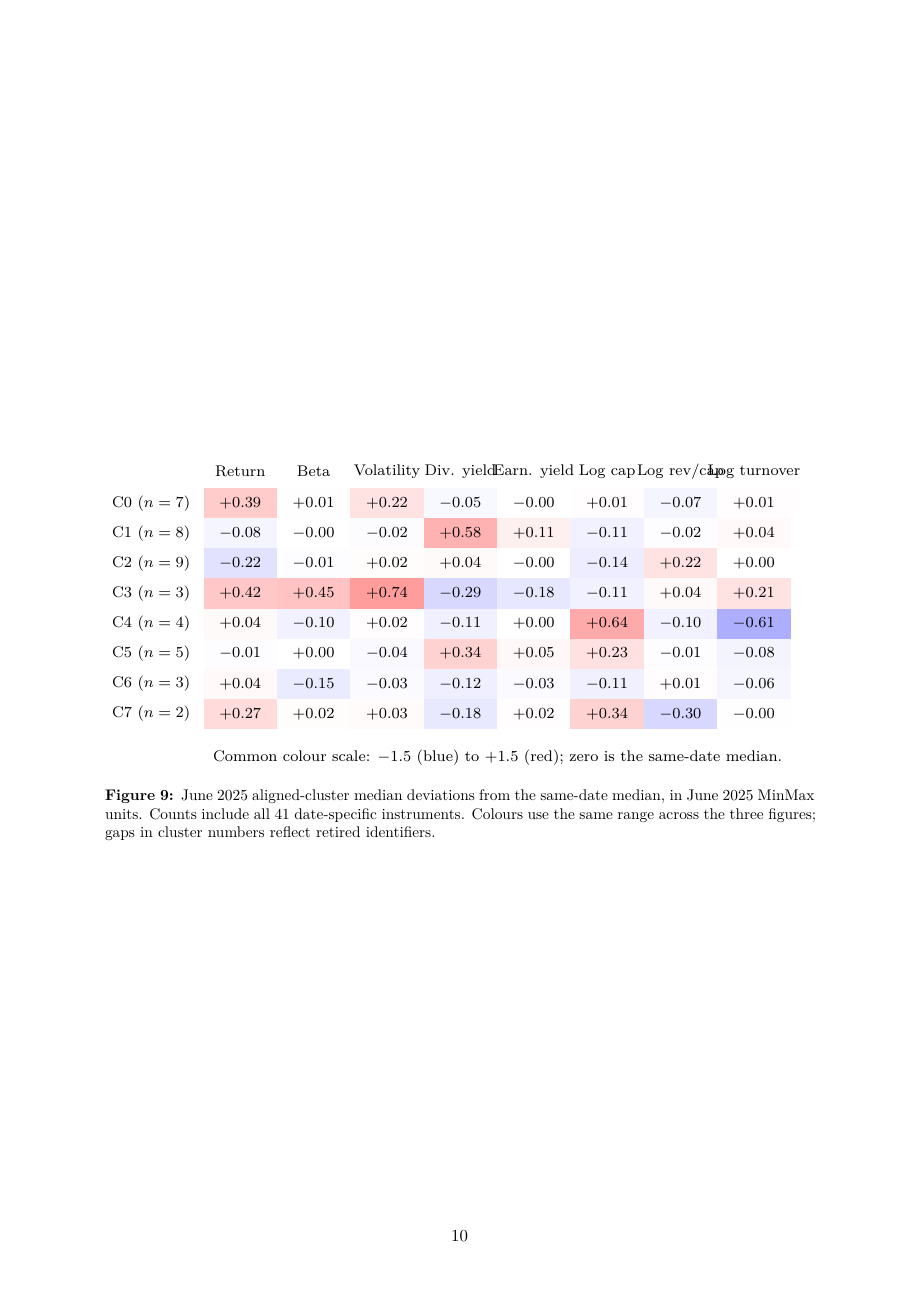 Return Beta Volatility Div. yield Earn. yield Log cap Log rev/cap Log turnover
C0 (n = 7) +0.39 +0.01 +0.22 −0.05 −0.00 +0.01 −0.07 +0.01
C1 (n = 8) −0.08 −0.00 −0.02 +0.58 +0.11 −0.11 −0.02 +0.04
C2 (n = 9) −0.22 −0.01 +0.02 +0.04 −0.00 −0.14 +0.22 +0.00
C3 (n = 3) +0.42 +0.45 +0.74 −0.29 −0.18 −0.11 +0.04 +0.21
C4 (n = 4) +0.04 −0.10 +0.02 −0.11 +0.00 +0.64 −0.10 −0.61
C5 (n = 5) −0.01 +0.00 −0.04 +0.34 +0.05 +0.23 −0.01 −0.08
C6 (n = 3) +0.04 −0.15 −0.03 −0.12 −0.03 −0.11 +0.01 −0.06
C7 (n = 2) +0.27 +0.02 +0.03 −0.18 +0.02 +0.34 −0.30 −0.00
Common colour scale: −1.5 (blue) to +1.5 (red); zero is the same-date median.
Figure 9: June 2025 aligned-cluster median deviations from the same-date median, in June 2025 MinMax
units. Counts include all 41 date-specific instruments. Colours use the same range across the three figures;
gaps in cluster numbers reflect retired identifiers.
10